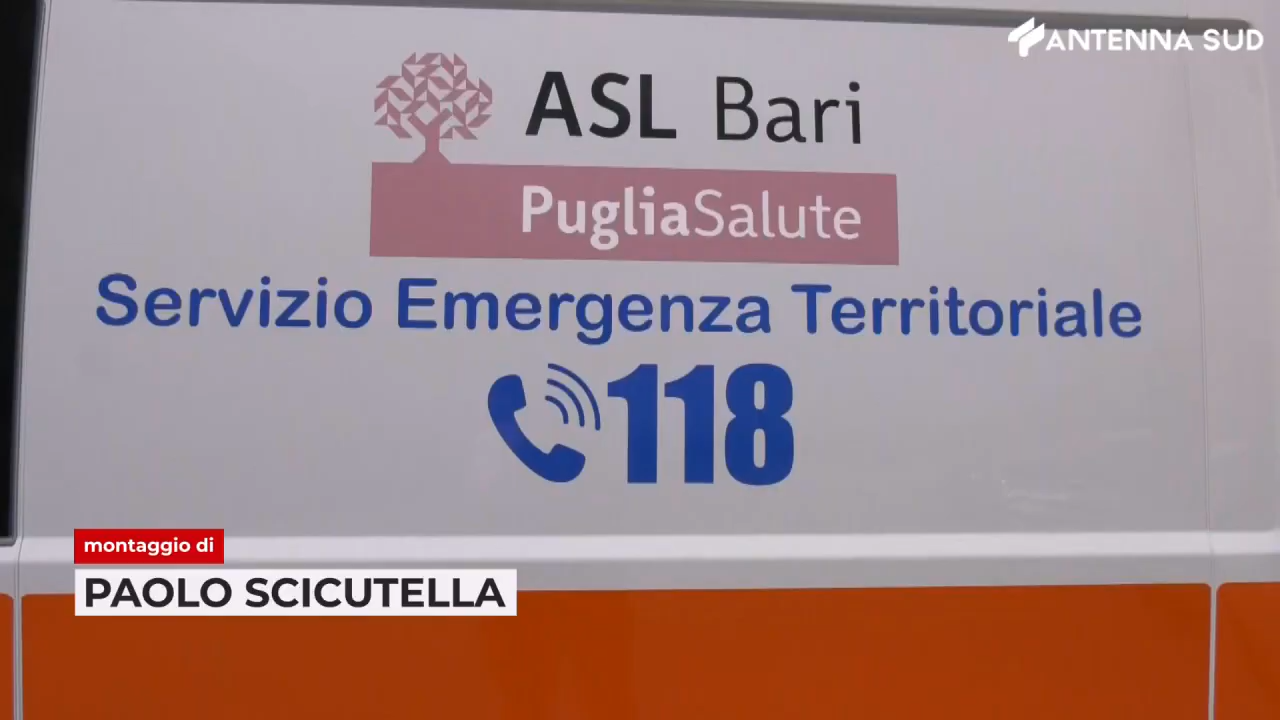 ANTENNA SUD
ASL Bari
PugliaSalute
Servizio Emergenza Territoriale
118
montaggio di
PAOLO SCICUTELLA